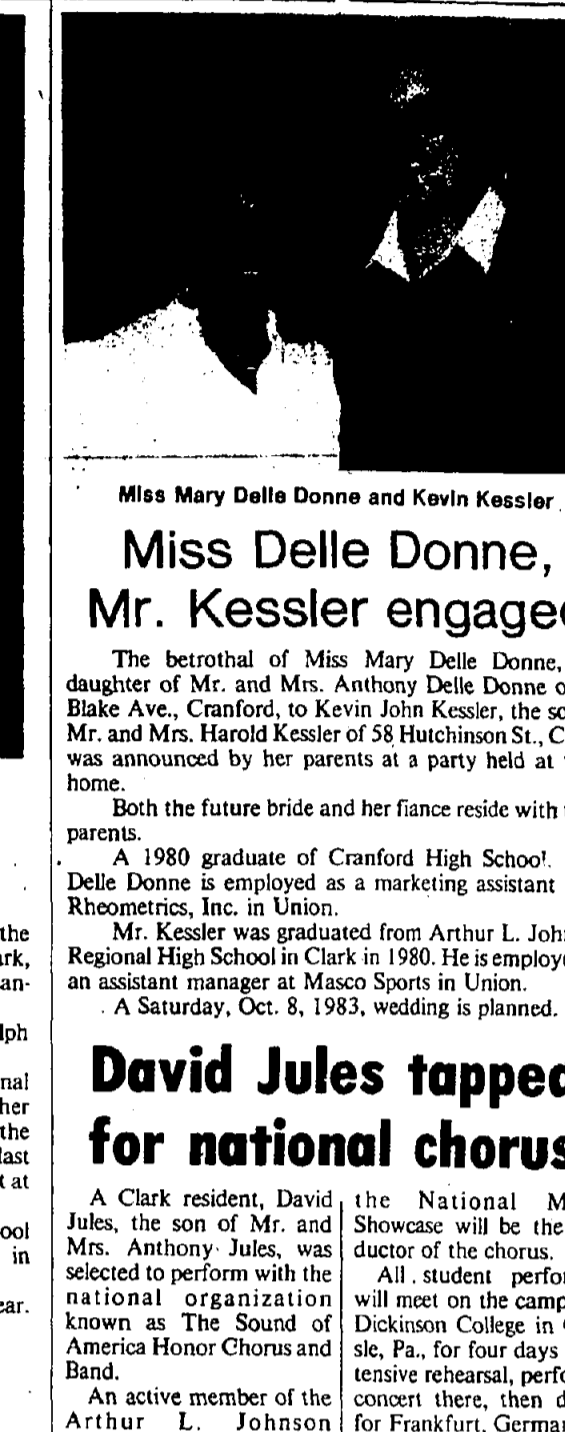 Miss Mary Delle Donne and Kevin Kessler
Miss Delle Donne,
Mr. Kessler engaged
The betrothal of Miss Mary Delle Donne,
daughter of Mr. and Mrs. Anthony Delle Donne o
Blake Ave., Cranford, to Kevin John Kessler, the so
Mr. and Mrs. Harold Kessler of 58 Hutchinson St., C
was announced by her parents at a party held at
home.
Both the future bride and her fiance reside with
parents.
A 1980 graduate of Cranford High School.
Delle Donne is employed as a marketing assistant
Rheometrics, Inc. in Union.
Mr. Kessler was graduated from Arthur L. Joh
Regional High School in Clark in 1980. He is employe
an assistant manager at Masco Sports in Union.
A Saturday, Oct. 8, 1983, wedding is planned.
David Jules tapped
for national chorus
A Clark resident, David
Jules, the son of Mr. and
Mrs. Anthony Jules, was
selected to perform with the
national organization
known as The Sound of
America Honor Chorus and
Band.
An active member of the
Arthur L. Johnson
the National M
Showcase will be the
ductor of the chorus.
All student perfo
will meet on the camp
Dickinson College in
sle, Pa., for four days
tensive rehearsal, perfo
concert there, then d
for Frankfurt, German
the
ark,
an-
lph
nal
her
the
last
t at
ool
in
ear.